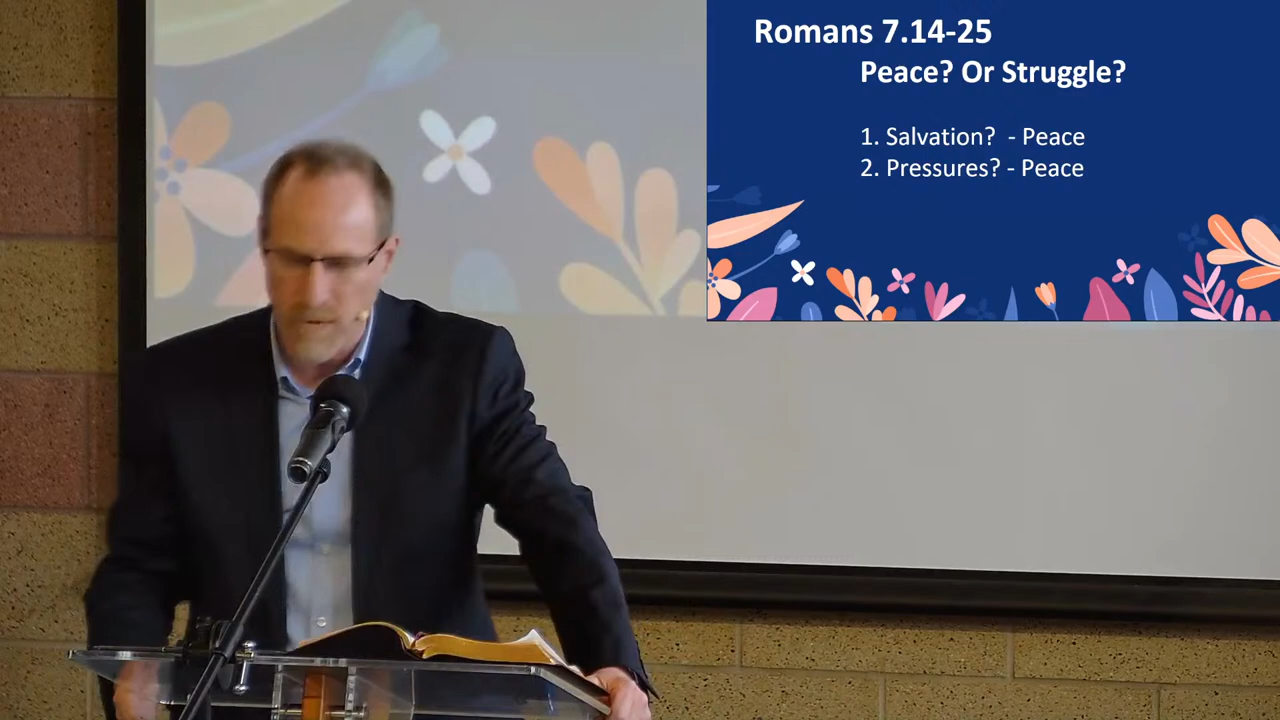 Romans 7.14-25
Peace? Or Struggle?
1. Salvation? - Peace
2. Pressures? - Peace